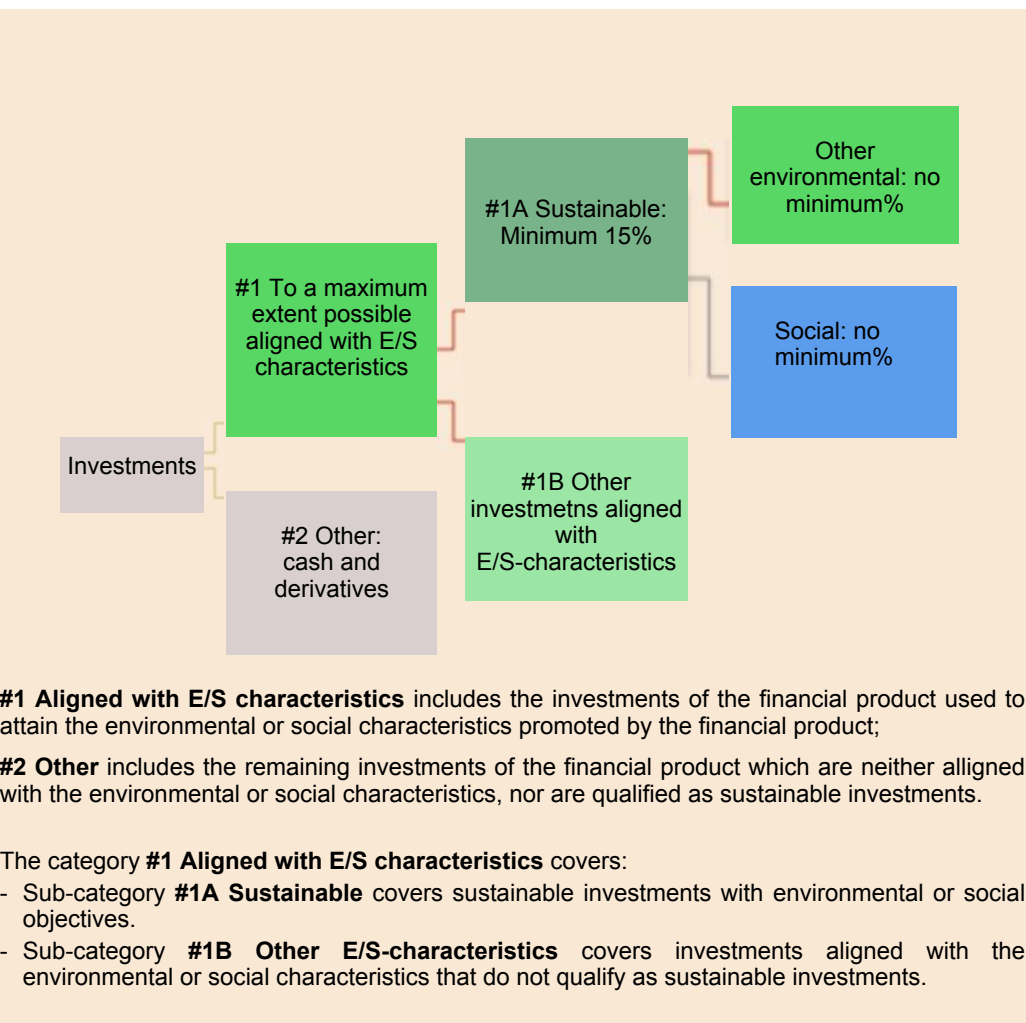 Other
environmental: no
minimum%
#1A Sustainable:
Minimum 15%
#1 To a maximum
extent possible
aligned with E/S
characteristics
Social: no
minimum%
Investments
#1B Other
investmetns aligned
with
E/S-characteristics
#2 Other:
cash and
derivatives
#1 Aligned with E/S characteristics includes the investments of the financial product used to
attain the environmental or social characteristics promoted by the financial product;
#2 Other includes the remaining investments of the financial product which are neither alligned
with the environmental or social characteristics, nor are qualified as sustainable investments.
The category #1 Aligned with E/S characteristics covers:
- Sub-category #1A Sustainable covers sustainable investments with environmental or social
objectives.
- Sub-category #1B Other E/S-characteristics covers investments aligned with the
environmental or social characteristics that do not qualify as sustainable investments.